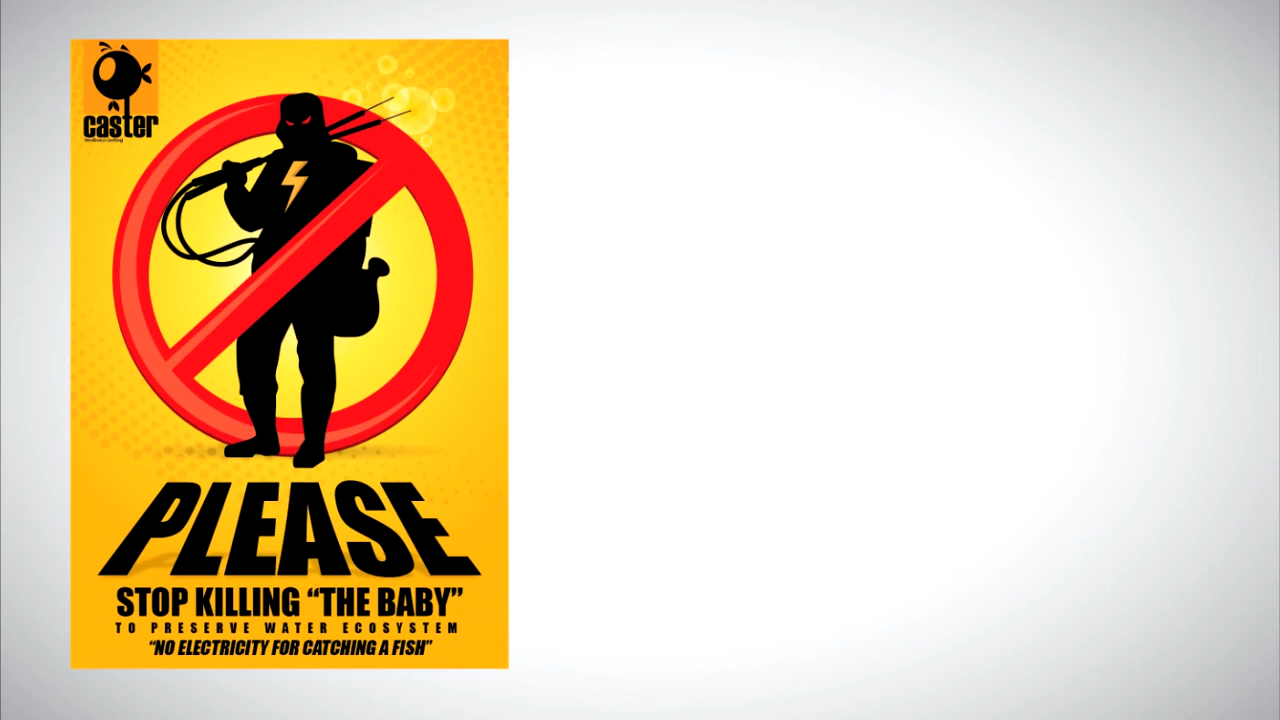 caster
PLEASE
STOP KILLING “THE BABY”
TO PRESERVE WATER ECOSYSTEM
“NO ELECTRICITY FOR CATCHING A FISH”